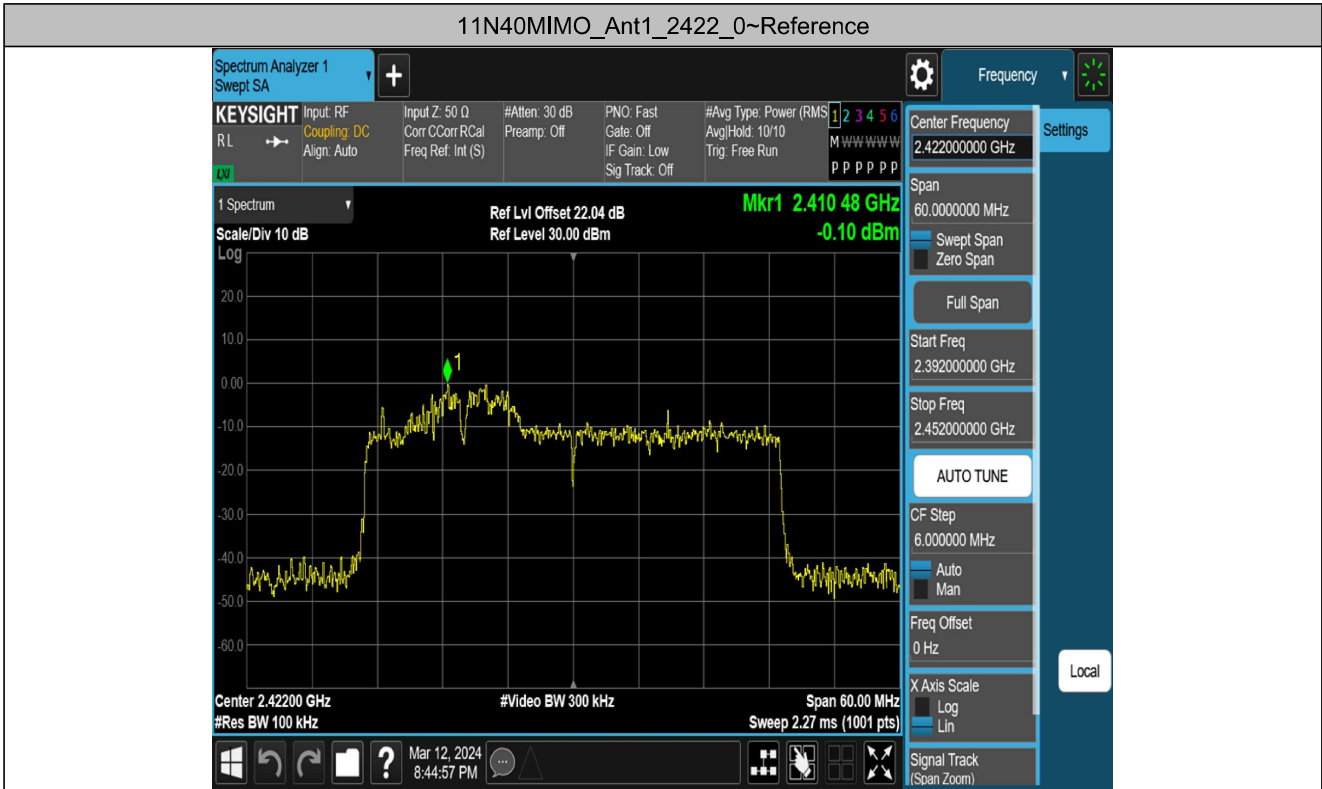 11N40MIMO_Ant1_2422_0~Reference
Spectrum Analyzer 1
Swept SA
+
Frequency
KEYSIGHT
RL
LXI
Input: RF
Coupling: DC
Align: Auto
Input Z: 50 Ω
Corr CCorr RCal
Freq Ref: Int (S)
#Atten: 30 dB
Preamp: Off
PNO: Fast
Gate: Off
IF Gain: Low
Sig Track: Off
#Avg Type: Power (RMS
Avg|Hold: 10/10
Trig: Free Run
1 2 3 4 5 6
M W W W W W
P P P P P P
1 Spectrum
Scale/Div 10 dB
Log
Ref Lvl Offset 22.04 dB
Ref Level 30.00 dBm
Mkr1 2.410 48 GHz
-0.10 dBm
20.0
10.0
0.00
-10.0
-20.0
-30.0
-40.0
-50.0
-60.0
1
Center 2.42200 GHz
#Res BW 100 kHz
#Video BW 300 kHz
Span 60.00 MHz
Sweep 2.27 ms (1001 pts)
Center Frequency
2.422000000 GHz
Settings
Span
60.0000000 MHz
Swept Span
Zero Span
Full Span
Start Freq
2.392000000 GHz
Stop Freq
2.452000000 GHz
AUTO TUNE
CF Step
6.000000 MHz
Auto
Man
Freq Offset
0 Hz
X Axis Scale
Log
Lin
Local
Signal Track
(Span Zoom)
?
Mar 12, 2024
8:44:57 PM